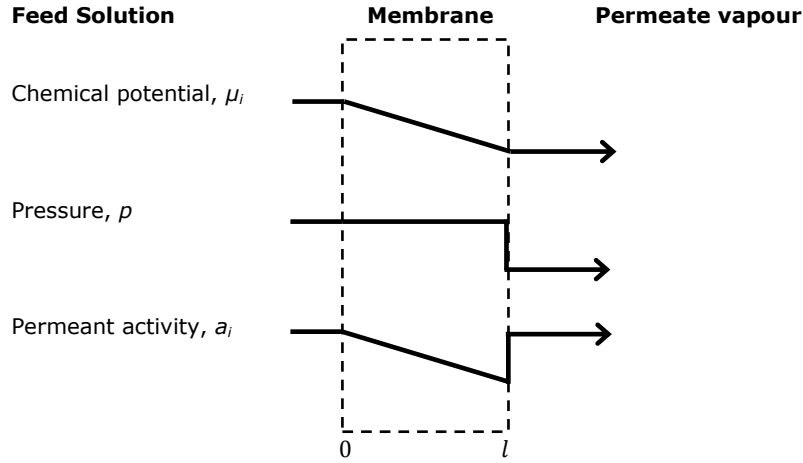 Feed Solution Membrane Permeate vapour
Chemical potential, μᵢ
Pressure, p
Permeant activity, aᵢ
0 l